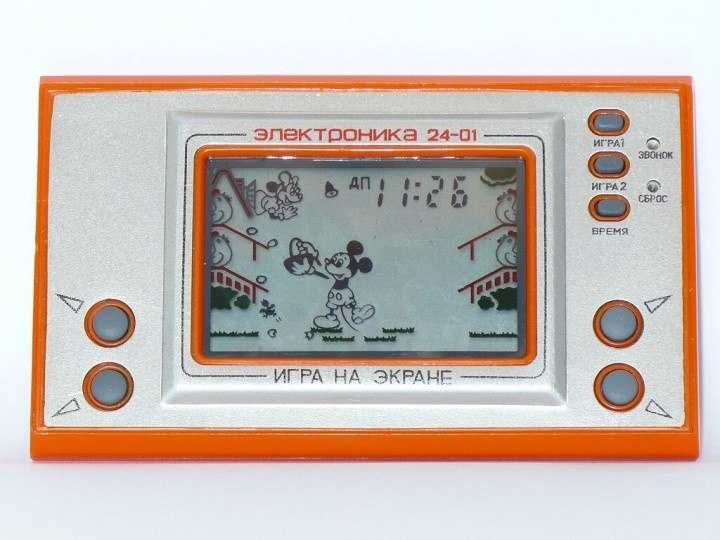 электроника 24-01
ИГРА 1
ЗВОНОК
ИГРА 2
СБРОС
ВРЕМЯ
ДП 11:26
ИГРА НА ЭКРАНЕ